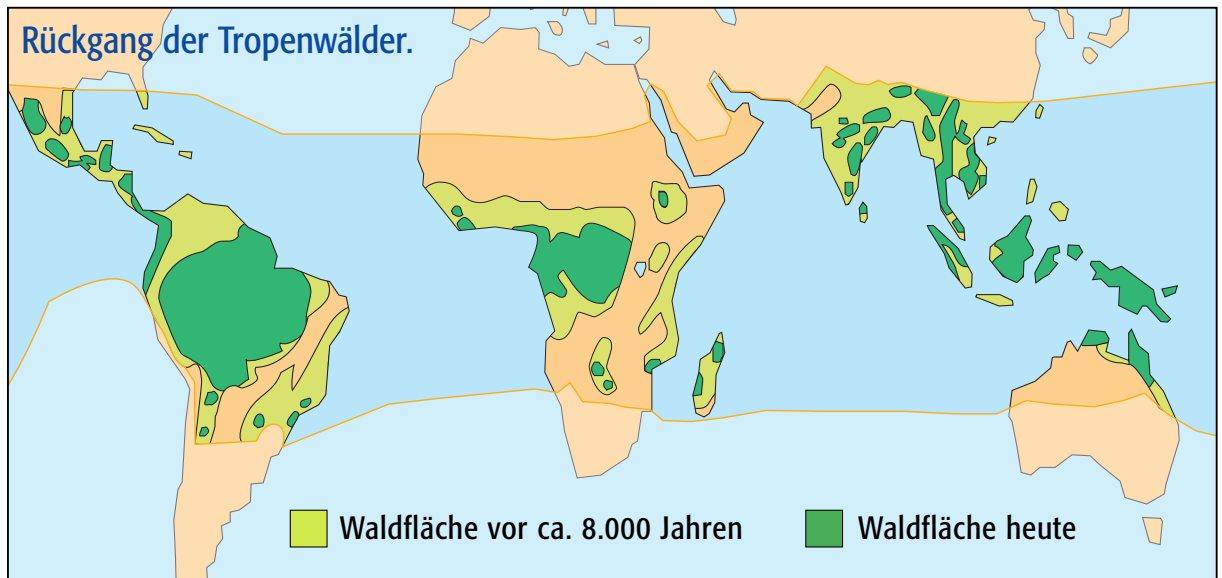 Rückgang der Tropenwälder.
Waldfläche vor ca. 8.000 Jahren
Waldfläche heute